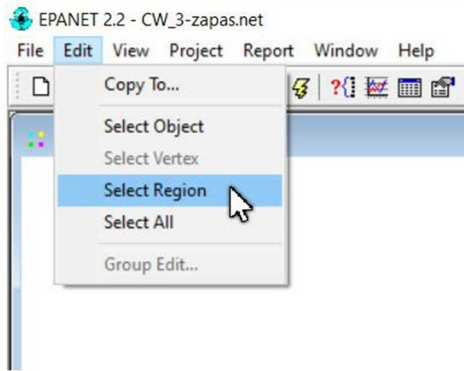 EPANET 2.2 - CW_3-zapas.net
File Edit View Project Report Window Help
?{}
Copy To...
Select Object
Select Vertex
Select Region
Select All
Group Edit...